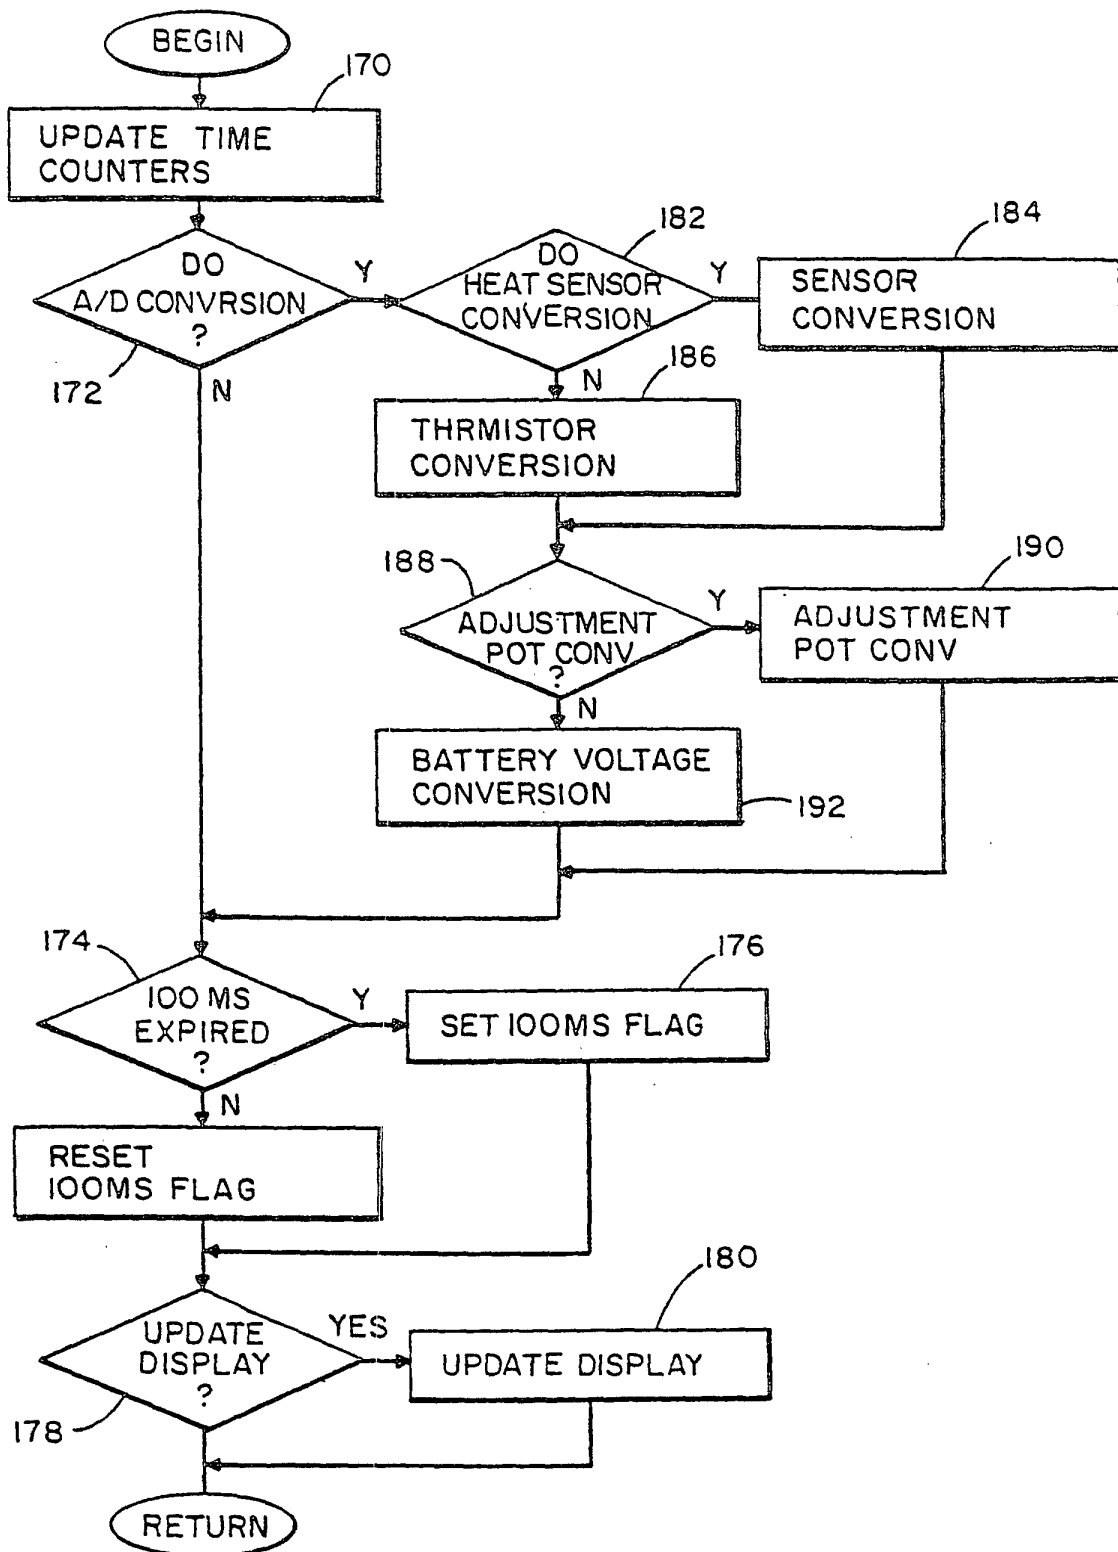 BEGIN
170
UPDATE TIME
COUNTERS
DO
A/D CONVRSION
?
172
Y
N
182
DO
HEAT SENSOR
CONVERSION
Y
N
184
SENSOR
CONVERSION
186
THRMISTOR
CONVERSION
188
ADJUSTMENT
POT CONV
?
Y
N
190
ADJUSTMENT
POT CONV
BATTERY VOLTAGE
CONVERSION
192
174
100 MS
EXPIRED
?
Y
N
176
SET 100MS FLAG
RESET
100MS FLAG
UPDATE
DISPLAY
?
178
YES
180
UPDATE DISPLAY
RETURN